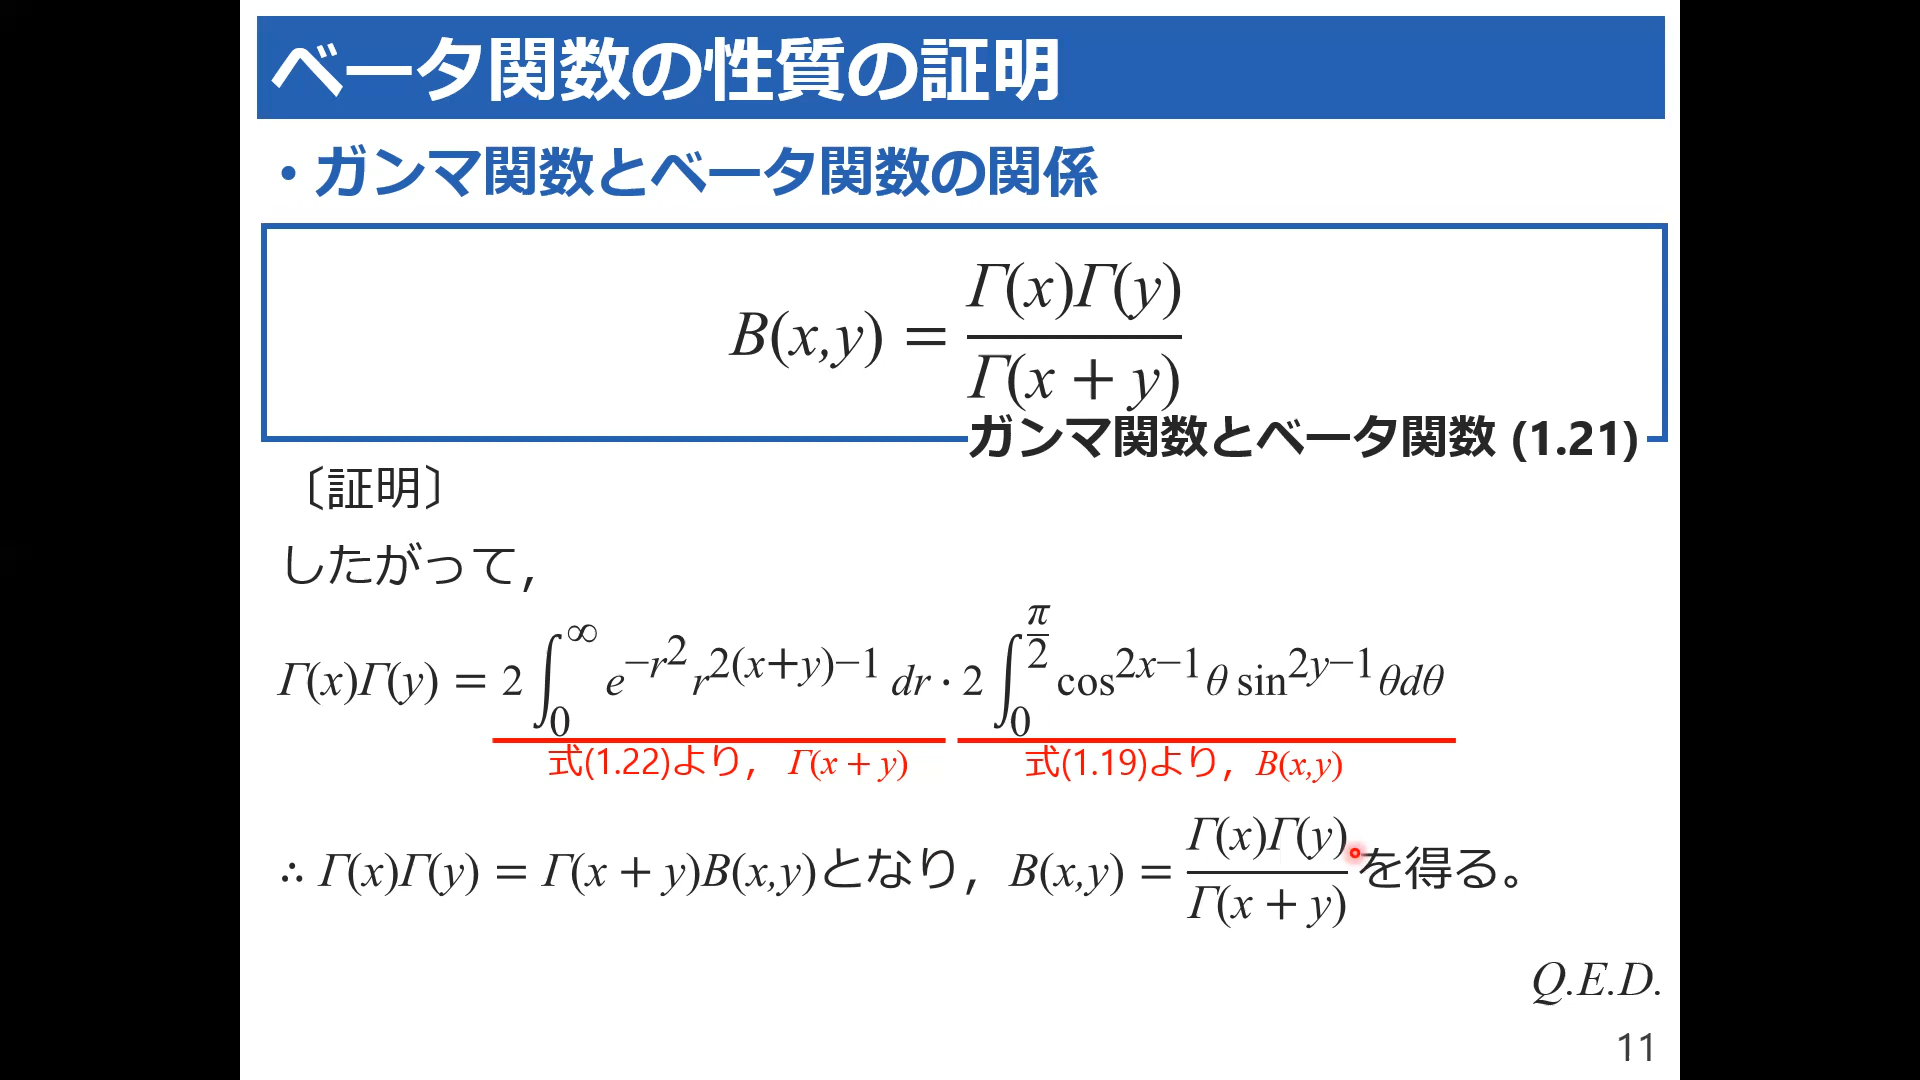 ベータ関数の性質の証明
・ガンマ関数とベータ関数の関係
B(x,y) = Γ(x)Γ(y) / Γ(x + y)
ガンマ関数とベータ関数 (1.21)
〔証明〕
したがって，
Γ(x)Γ(y) = 2∫₀^∞ e^{−r²} r^{2(x+y)−1} dr · 2∫₀^{π/2} cos^{2x−1}θ sin^{2y−1}θdθ
式(1.22)より， Γ(x + y) 式(1.19)より，B(x,y)
∴ Γ(x)Γ(y) = Γ(x + y)B(x,y)となり，B(x,y) = Γ(x)Γ(y) / Γ(x + y) を得る。
Q.E.D.
11